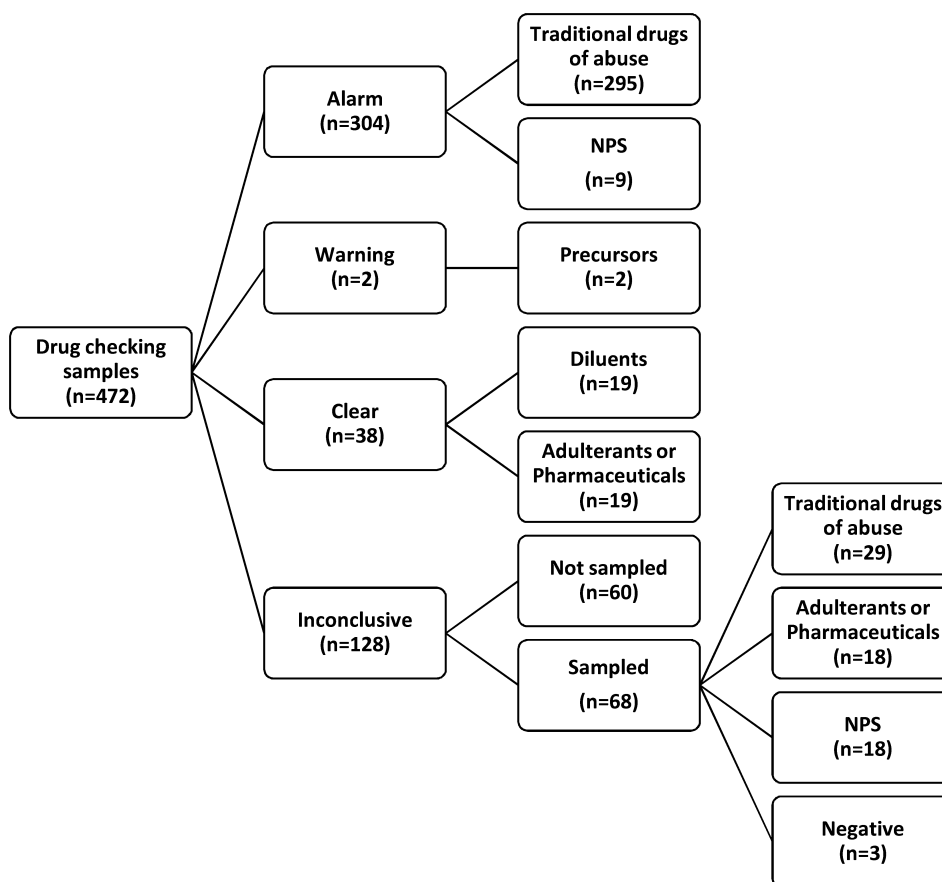 Drug checking
samples
(n=472)
Alarm
(n=304)
Traditional drugs
of abuse
(n=295)
NPS
(n=9)
Warning
(n=2)
Precursors
(n=2)
Clear
(n=38)
Diluents
(n=19)
Adulterants or
Pharmaceuticals
(n=19)
Inconclusive
(n=128)
Not sampled
(n=60)
Sampled
(n=68)
Traditional drugs
of abuse
(n=29)
Adulterants or
Pharmaceuticals
(n=18)
NPS
(n=18)
Negative
(n=3)